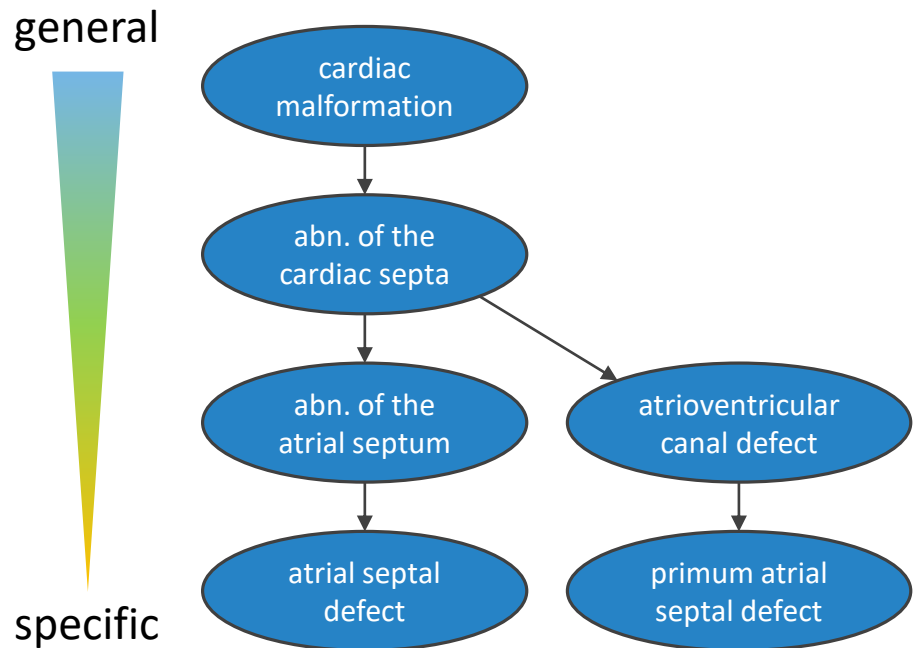 general
cardiac
malformation
abn. of the
cardiac septa
abn. of the
atrial septum
atrioventricular
canal defect
atrial septal
defect
primum atrial
septal defect
specific